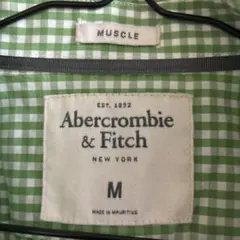 MUSCLE
EST. 1892
Abercrombie
& Fitch
NEW YORK
M
MADE IN MAURITIUS